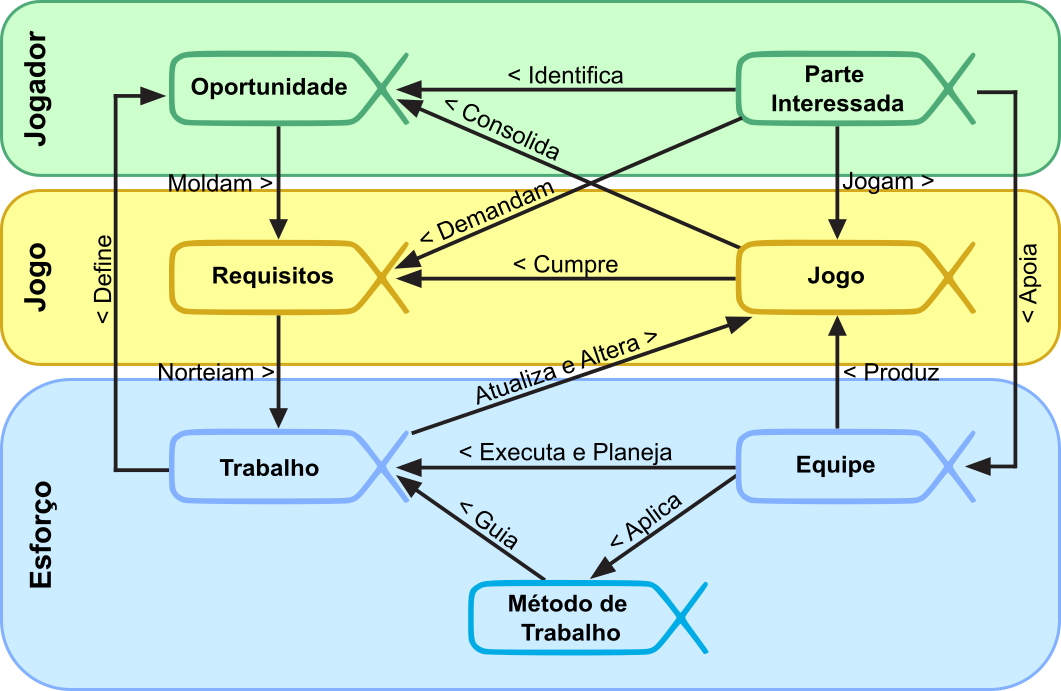 Jogador
Oportunidade
< Identifica
Parte
Interessada
< Consolida
Moldam >
< Demandam
Jogam >
Jogo
Requisitos
< Cumpre
Jogo
< Define
< Apoia
Norteiam >
Atualiza e Altera >
< Produz
Esforço
Trabalho
< Executa e Planeja
Equipe
< Guia
< Aplica
Método de
Trabalho